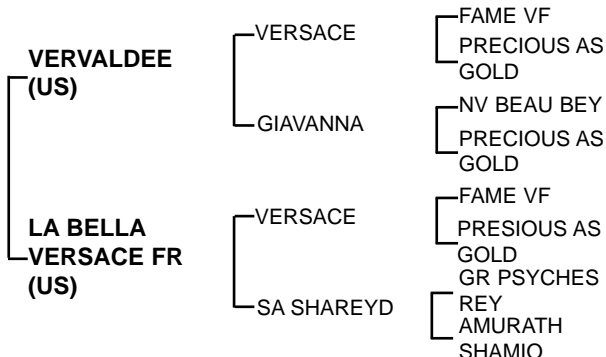 VERVALDEE
(US)
VERSACE
FAME VF
PRECIOUS AS
GOLD
GIAVANNA
NV BEAU BEY
PRECIOUS AS
GOLD
LA BELLA
VERSACE FR
(US)
VERSACE
FAME VF
PRESIOUS AS
GOLD
SA SHAREYD
GR PSYCHES
REY
AMURATH
SHAMIO